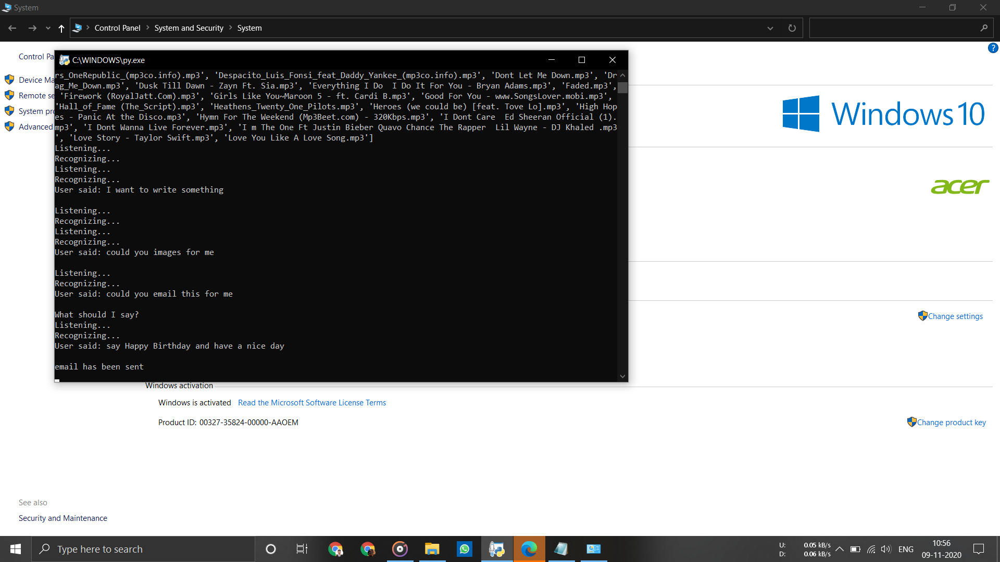 System
Control Panel > System and Security > System
Control Pa
Device Ma
Remote se
System pro
Advanced
C:\WINDOWS\py.exe
rs_OneRepublic_(mp3co.info).mp3', 'Despacito_Luis_Fonsi_feat_Daddy_Yankee_(mp3co.info).mp3', 'Dont Let Me Down.mp3', 'Dr
ag_Me_Down.mp3', 'Dusk Till Dawn - Zayn Ft. Sia.mp3', 'Everything I Do  I Do It For You - Bryan Adams.mp3', 'Faded.mp3',
'Firework (RoyalJatt.Com).mp3', 'Girls Like You~Maroon 5 - ft. Cardi B.mp3', 'Good For You - www.SongsLover.mobi.mp3',
'Hall_of_Fame (The_Script).mp3', 'Heathens_Twenty_One_Pilots.mp3', 'Heroes (we could be) [feat. Tove Lo].mp3', 'High Hop
es - Panic At the Disco.mp3', 'Hymn For The Weekend (Mp3Beet.com) - 320Kbps.mp3', 'I Dont Care  Ed Sheeran Official (1).
mp3', 'I Dont Wanna Live Forever.mp3', 'I m The One Ft Justin Bieber Quavo Chance The Rapper  Lil Wayne - DJ Khaled .mp3
', 'Love Story - Taylor Swift.mp3', 'Love You Like A Love Song.mp3']
Listening...
Recognizing...
Listening...
Recognizing...
User said: I want to write something
Listening...
Recognizing...
Listening...
Recognizing...
User said: could you images for me
Listening...
Recognizing...
User said: could you email this for me
What should I say?
Listening...
Recognizing...
User said: say Happy Birthday and have a nice day
email has been sent
Windows 10
acer
Change settings
Windows activation
Windows is activated Read the Microsoft Software License Terms
Product ID: 00327-35824-00000-AAOEM
Change product key
See also
Security and Maintenance
Type here to search
U: 0.05 kB/s
D: 0.06 kB/s
ENG
10:56
09-11-2020